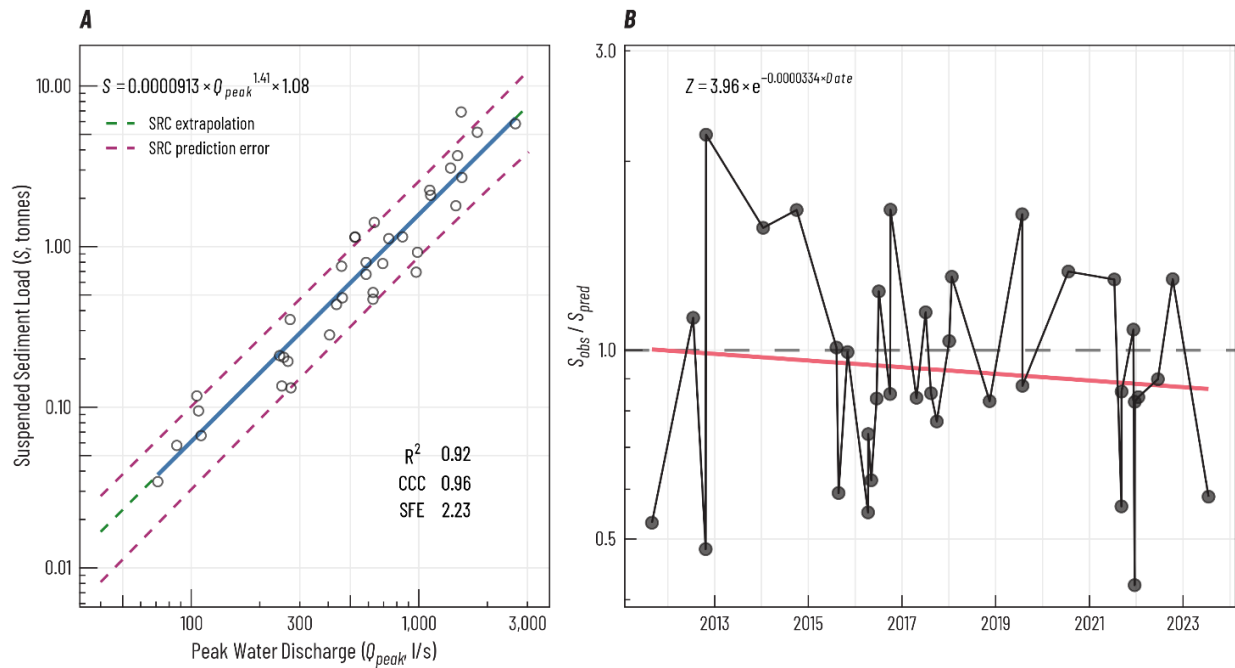 A
S = 0.0000913 × Q_peak^1.41 × 1.08
SRC extrapolation
SRC prediction error
Suspended Sediment Load (S, tonnes)
10.00
1.00
0.10
0.01
R² 0.92
CCC 0.96
SFE 2.23
100 300 1,000 3,000
Peak Water Discharge (Q_peak, l/s)
B
Z = 3.96 × e^−0.0000334×Date
S_obs / S_pred
3.0
1.0
0.5
2013 2015 2017 2019 2021 2023